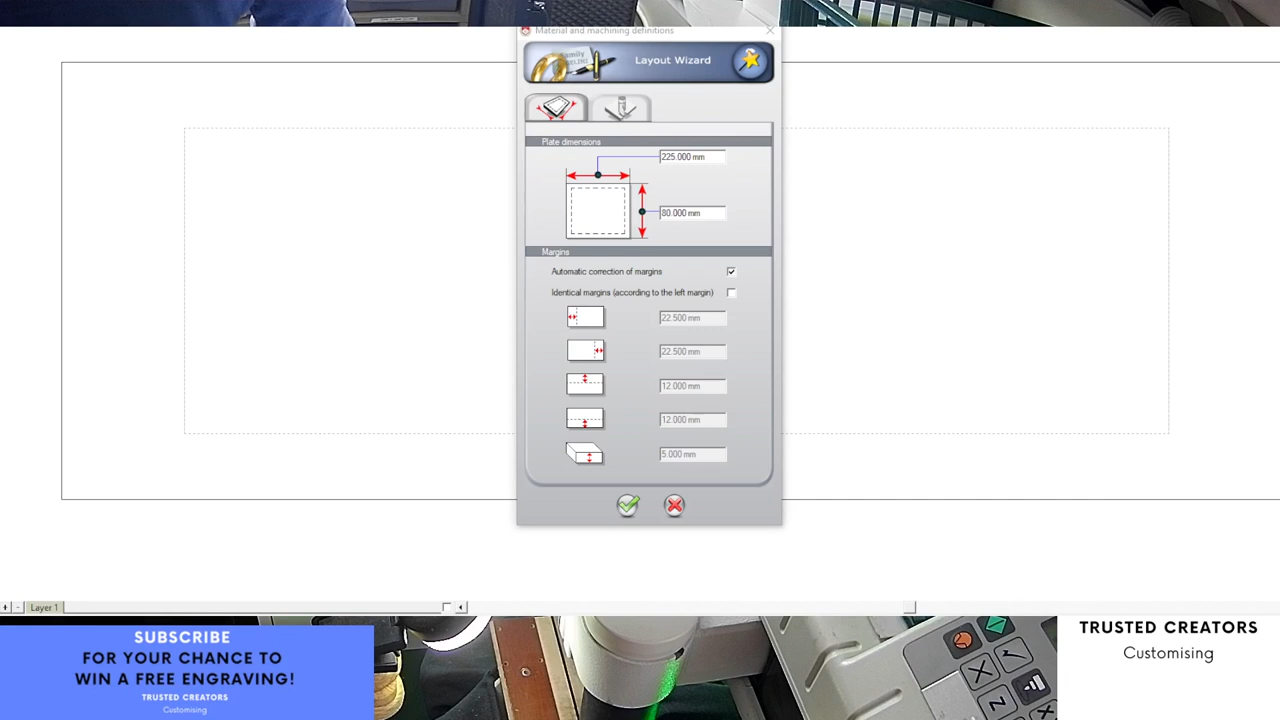 Material and machining definitions
Layout Wizard
Plate dimensions
225.000 mm
80.000 mm
Margins
Automatic correction of margins
Identical margins (according to the left margin)
22.500 mm
22.500 mm
12.000 mm
12.000 mm
5.000 mm
+ - Layer 1
SUBSCRIBE
FOR YOUR CHANCE TO
WIN A FREE ENGRAVING!
TRUSTED CREATORS
Customising
X
Z
X
TRUSTED CREATORS
Customising